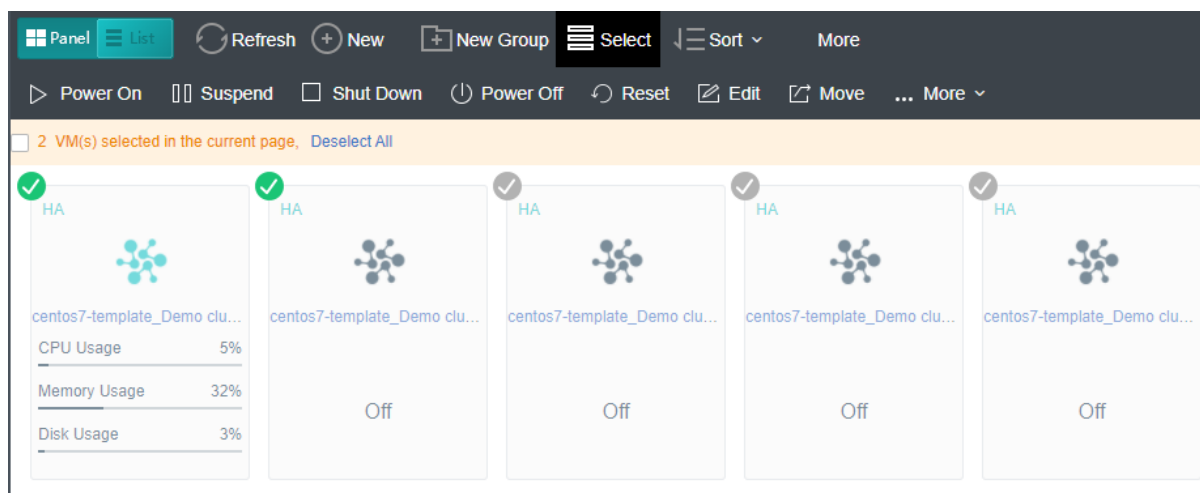 Panel List Refresh New New Group Select Sort More
Power On Suspend Shut Down Power Off Reset Edit Move ... More
2 VM(s) selected in the current page, Deselect All
HA HA HA HA HA
centos7-template_Demo clu... centos7-template_Demo clu... centos7-template_Demo clu... centos7-template_Demo clu... centos7-template_Demo clu...
CPU Usage 5%
Memory Usage 32%
Off Off Off Off
Disk Usage 3%